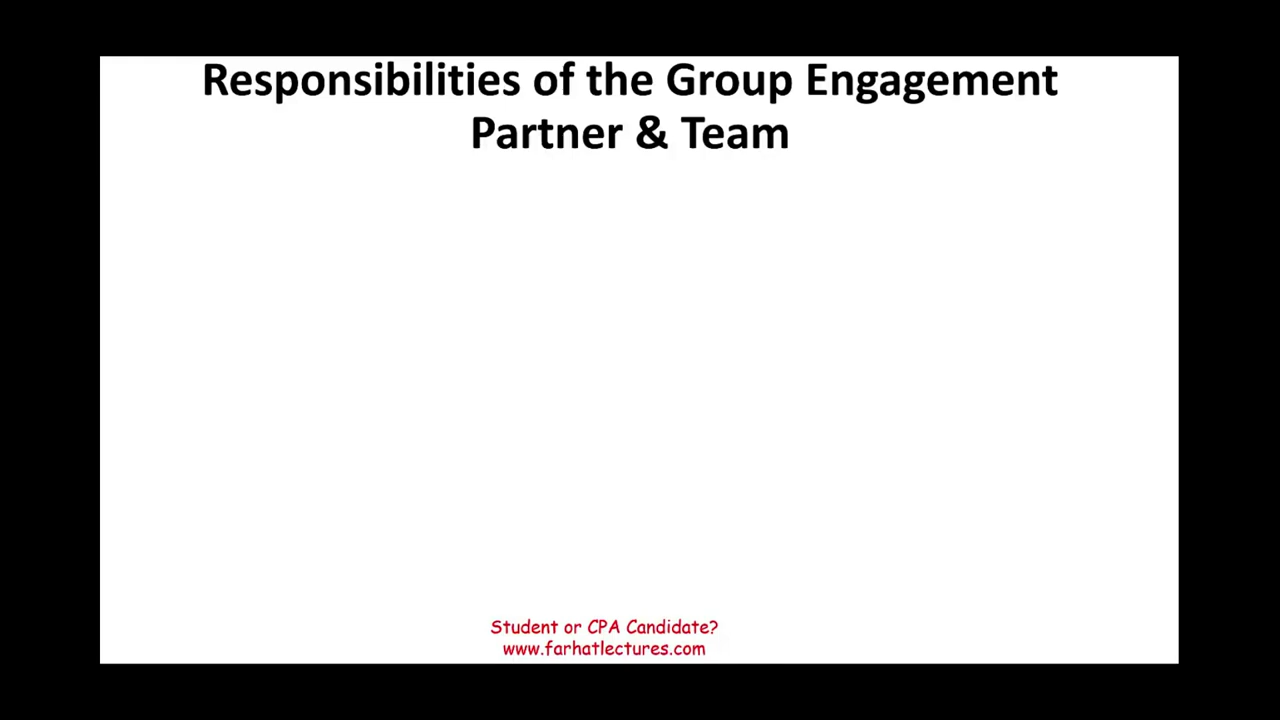 Responsibilities of the Group Engagement
Partner & Team
Student or CPA Candidate?
www.farhatlectures.com